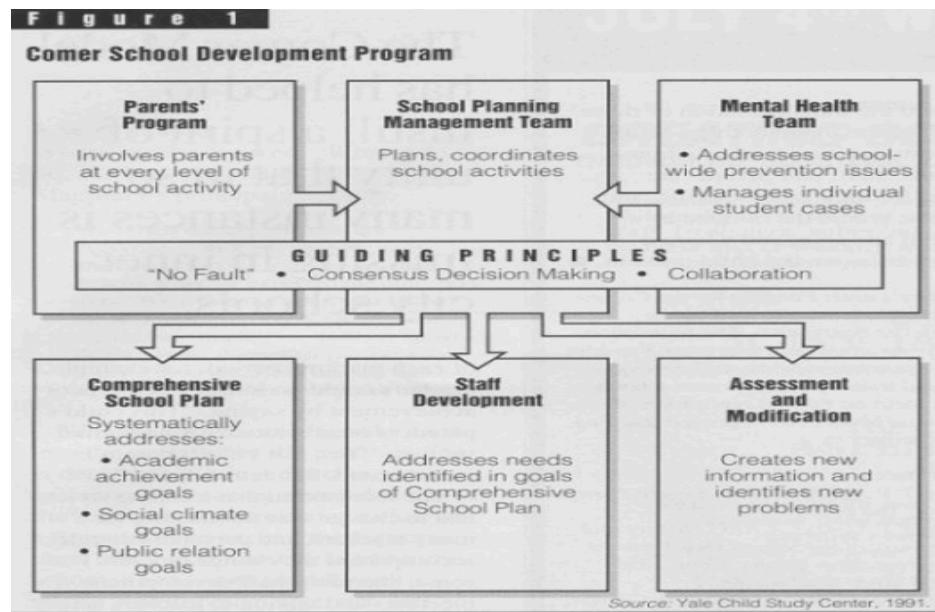 Figure 1
Comer School Development Program
Parents'
Program
Involves parents
at every level of
school activity
School Planning
Management Team
Plans, coordinates
school activities
Mental Health
Team
• Addresses school-
wide prevention issues
• Manages individual
student cases
GUIDING PRINCIPLES
"No Fault" • Consensus Decision Making • Collaboration
Comprehensive
School Plan
Systematically
addresses:
• Academic
achievement
goals
• Social climate
goals
• Public relation
goals
Staff
Development
Addresses needs
identified in goals
of Comprehensive
School Plan
Assessment
and
Modification
Creates new
information and
identifies new
problems
Source: Yale Child Study Center, 1991.